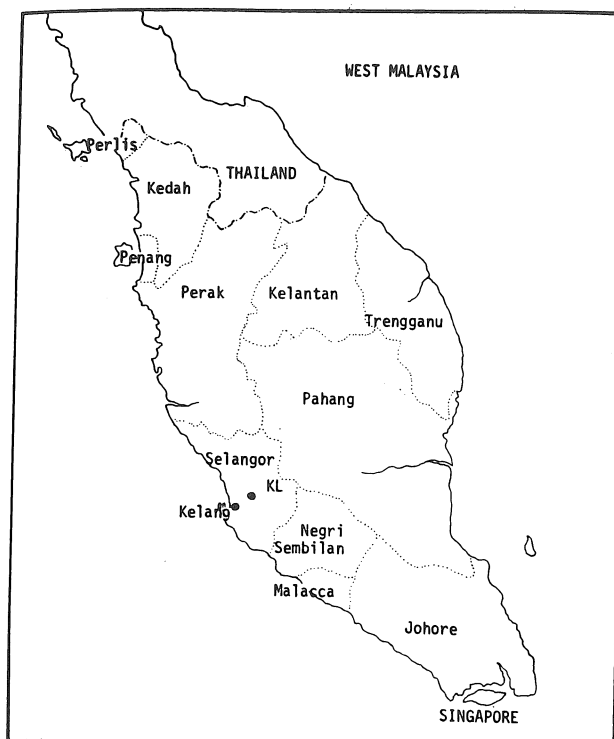 WEST MALAYSIA
Perlis
THAILAND
Kedah
Penang
Perak
Kelantan
Trengganu
Pahang
Selangor
KL
Kelang
Negri
Sembilan
Malacca
Johore
SINGAPORE